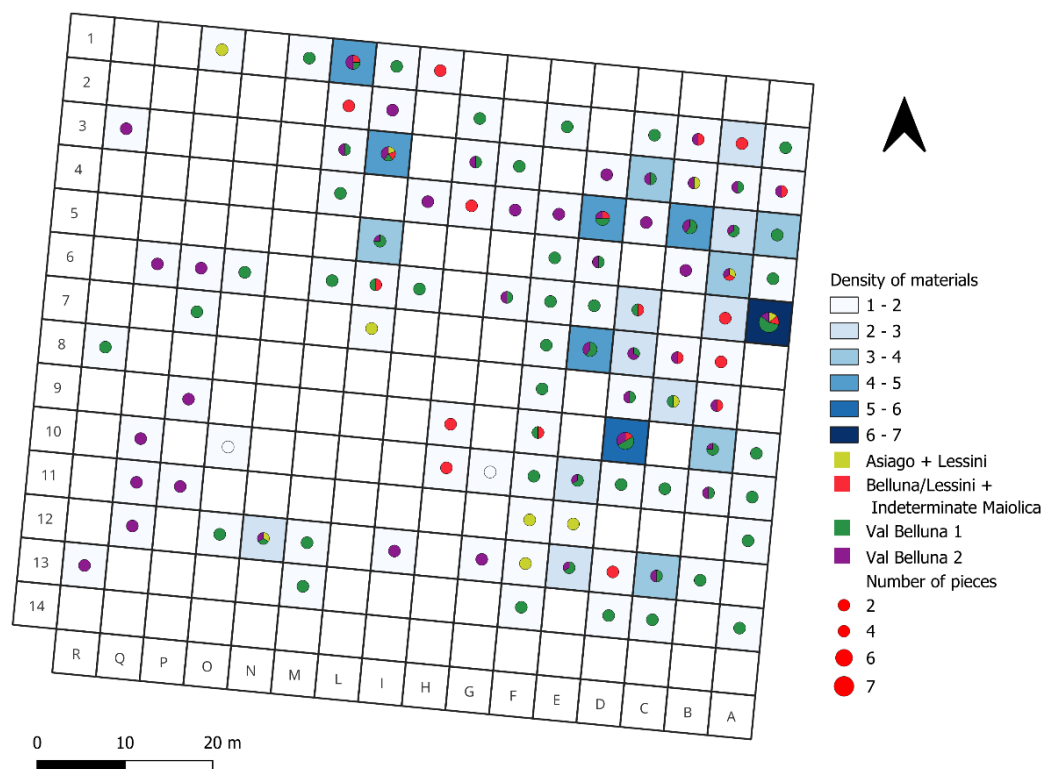 1
2
3
4
5
6
7
8
9
10
11
12
13
14
R Q P O N M L I H G F E D C B A
0 10 20 m
Density of materials
1 - 2
2 - 3
3 - 4
4 - 5
5 - 6
6 - 7
Asiago + Lessini
Belluna/Lessini +
Indeterminate Maiolica
Val Belluna 1
Val Belluna 2
Number of pieces
2
4
6
7